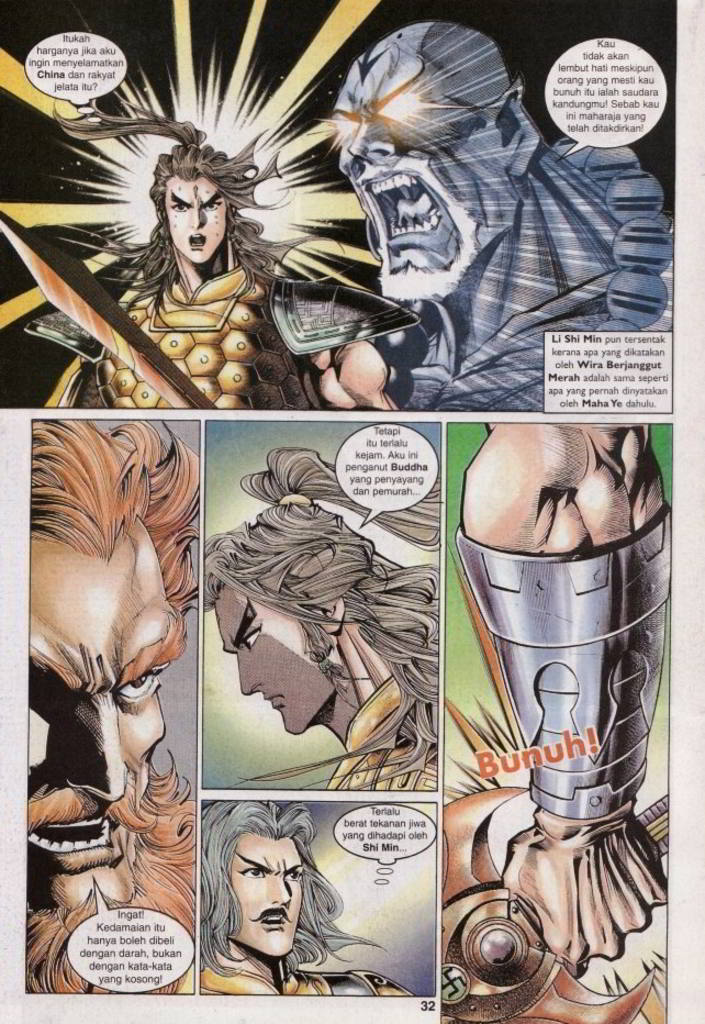 Itukah
harganya jika aku
ingin menyelamatkan
China dan rakyat
jelata itu?
Kau
tidak akan
lembut hati meskipun
orang yang mesti kau
bunuh itu ialah saudara
kandungmu! Sebab kau
ini maharaja yang
telah ditakdirkan!
Li Shi Min pun tersentak
kerana apa yang dikatakan
oleh Wira Berjanggut
Merah adalah sama seperti
apa yang pernah dinyatakan
oleh Maha Ye dahulu.
Ingat!
Kedamaian itu
hanya boleh dibeli
dengan darah, bukan
dengan kata-kata
yang kosong!
Tetapi
itu terlalu
kejam. Aku ini
penganut Buddha
yang penyayang
dan pemurah...
Terlalu
berat tekanan jiwa
yang dihadapi oleh
Shi Min...
Bunuh!
32